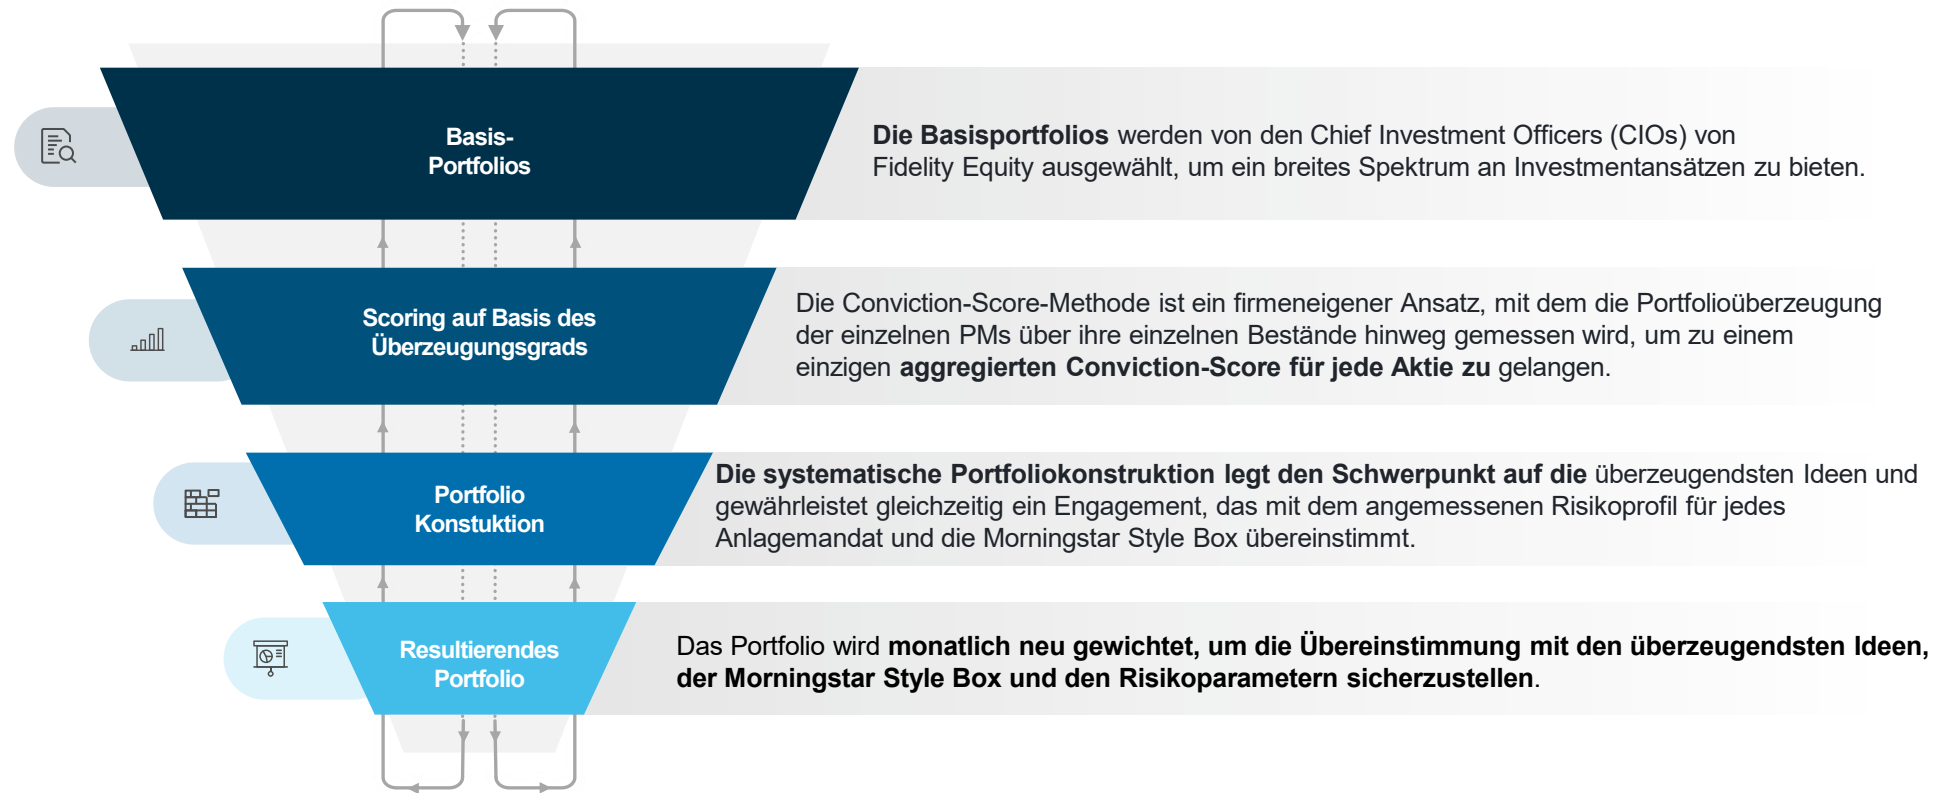 Basis-
Portfolios
Die Basisportfolios werden von den Chief Investment Officers (CIOs) von
Fidelity Equity ausgewählt, um ein breites Spektrum an Investmentansätzen zu bieten.
Scoring auf Basis des
Überzeugungsgrads
Die Conviction-Score-Methode ist ein firmeneigener Ansatz, mit dem die Portfolioüberzeugung
der einzelnen PMs über ihre einzelnen Bestände hinweg gemessen wird, um zu einem
einzigen aggregierten Conviction-Score für jede Aktie zu gelangen.
Portfolio
Konstuktion
Die systematische Portfoliokonstruktion legt den Schwerpunkt auf die überzeugendsten Ideen und
gewährleistet gleichzeitig ein Engagement, das mit dem angemessenen Risikoprofil für jedes
Anlagemandat und die Morningstar Style Box übereinstimmt.
Resultierendes
Portfolio
Das Portfolio wird monatlich neu gewichtet, um die Übereinstimmung mit den überzeugendsten Ideen,
der Morningstar Style Box und den Risikoparametern sicherzustellen.